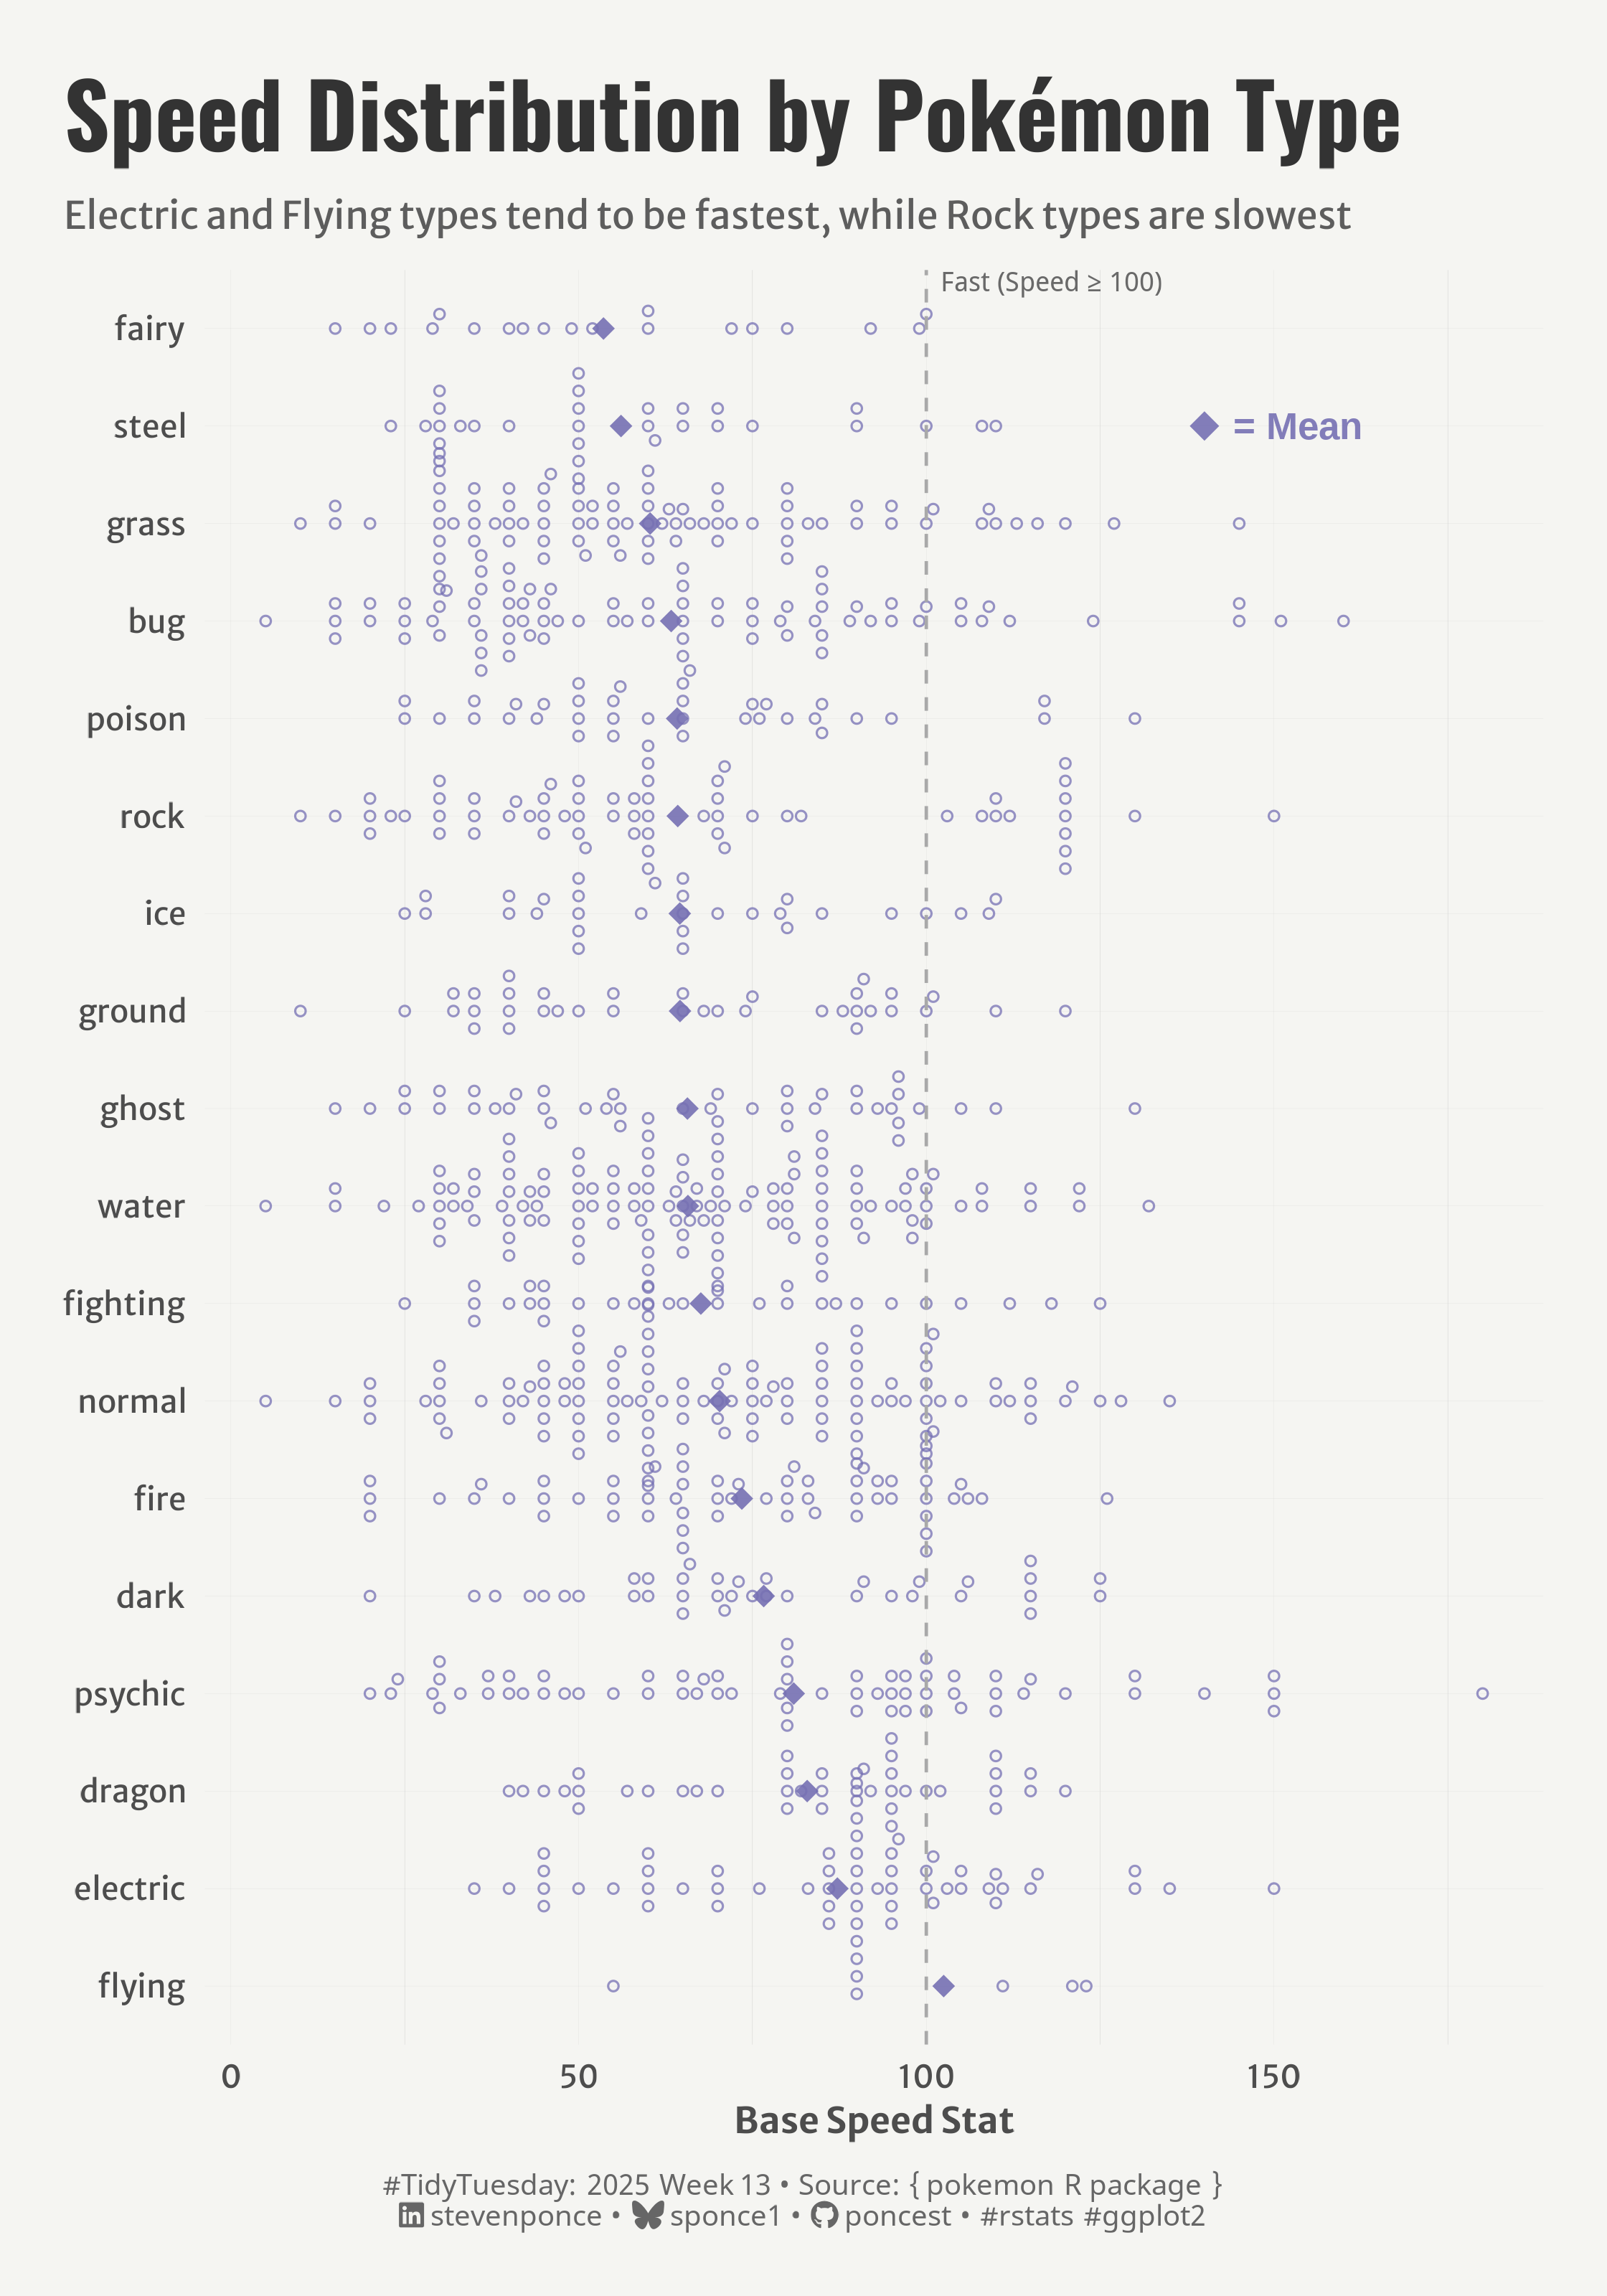 Speed Distribution by Pokémon Type
Electric and Flying types tend to be fastest, while Rock types are slowest
Fast (Speed ≥ 100)
fairy
steel
= Mean
grass
bug
poison
rock
ice
ground
ghost
water
fighting
normal
fire
dark
psychic
dragon
electric
flying
0 50 100 150
Base Speed Stat
#TidyTuesday: 2025 Week 13 • Source: { pokemon R package }
in stevenponce • sponce1 • poncest • #rstats #ggplot2